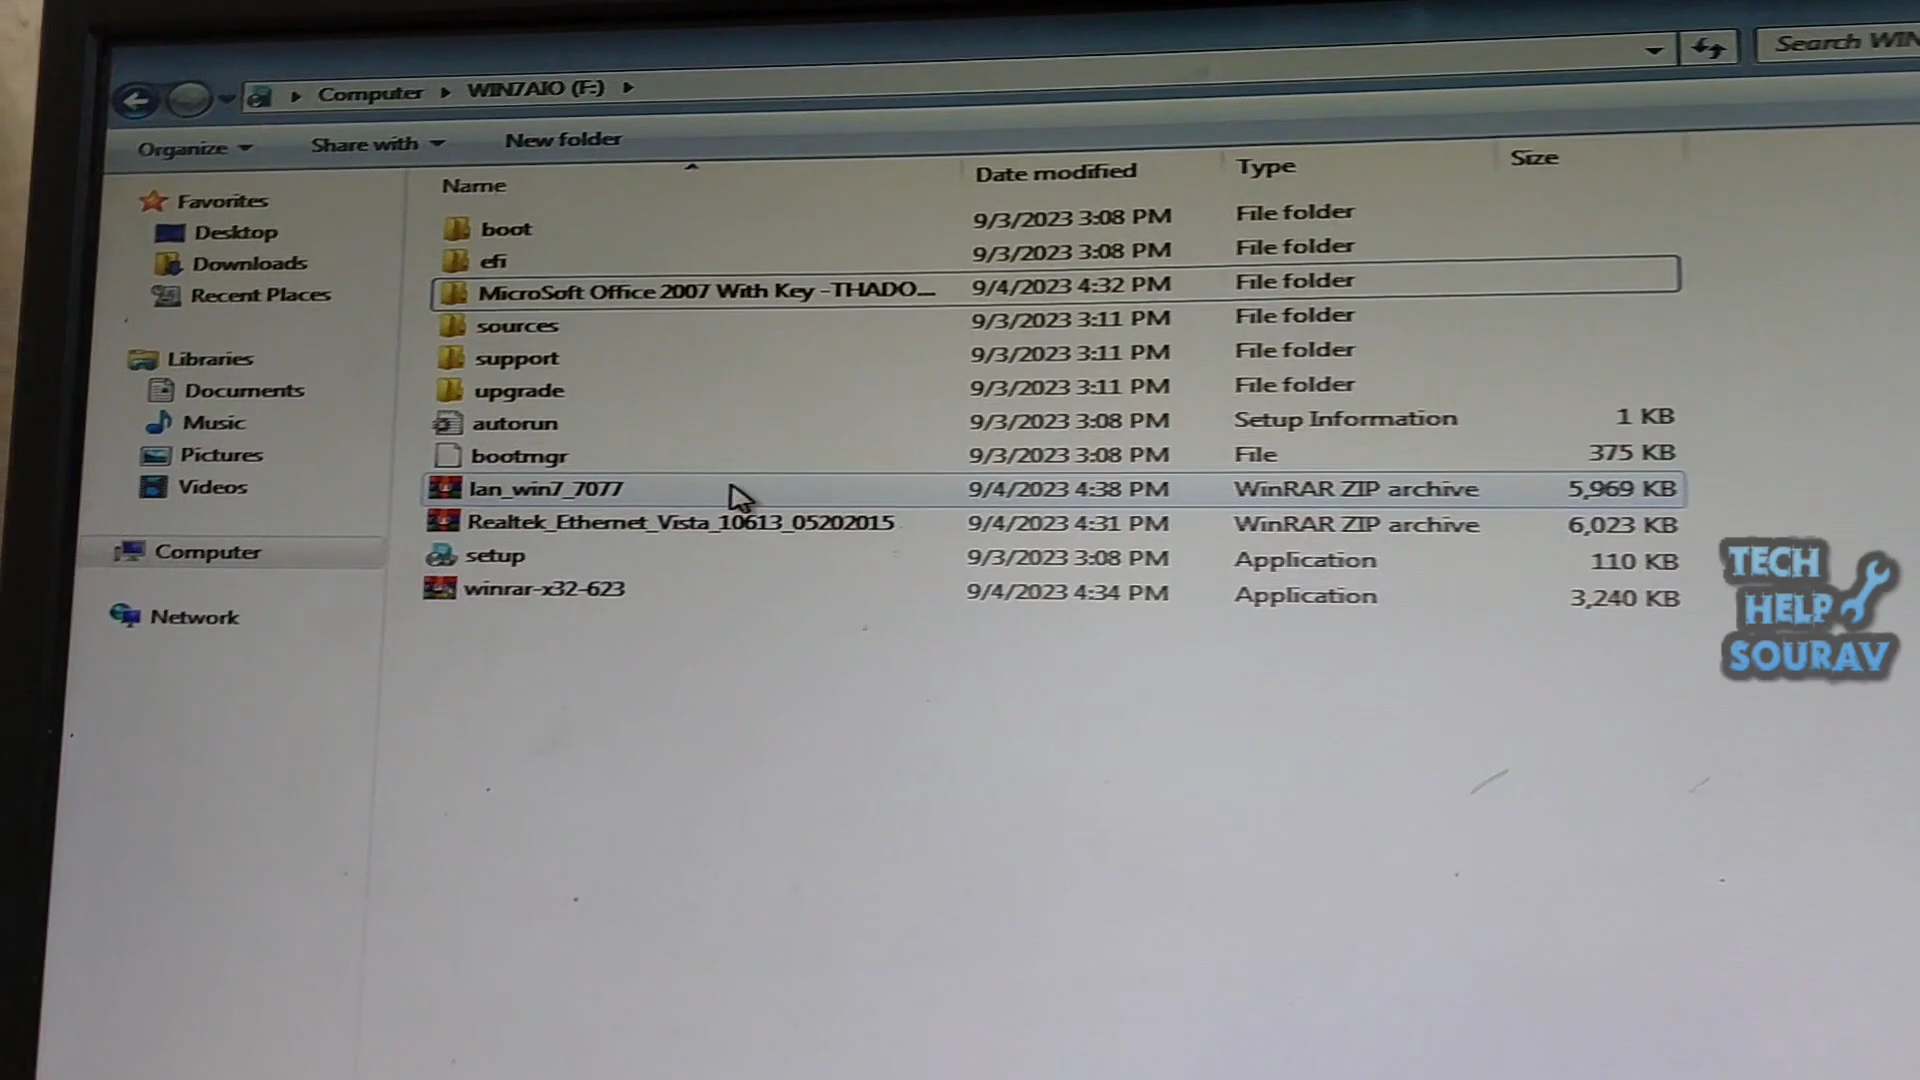 Computer WIN7AIO (F:) Search WIN
Organize Share with New folder
Name Date modified Type Size
Favorites
Desktop
Downloads
Recent Places
Libraries
Documents
Music
Pictures
Videos
Computer
Network
boot 9/3/2023 3:08 PM File folder
efi 9/3/2023 3:08 PM File folder
MicroSoft Office 2007 With Key -THADO... 9/4/2023 4:32 PM File folder
sources 9/3/2023 3:11 PM File folder
support 9/3/2023 3:11 PM File folder
upgrade 9/3/2023 3:11 PM File folder
autorun 9/3/2023 3:08 PM Setup Information 1 KB
bootmgr 9/3/2023 3:08 PM File 375 KB
lan_win7_7077 9/4/2023 4:38 PM WinRAR ZIP archive 5,969 KB
Realtek_Ethernet_Vista_10613_05202015 9/4/2023 4:31 PM WinRAR ZIP archive 6,023 KB
setup 9/3/2023 3:08 PM Application 110 KB
winrar-x32-623 9/4/2023 4:34 PM Application 3,240 KB
TECH
HELP
SOURAV